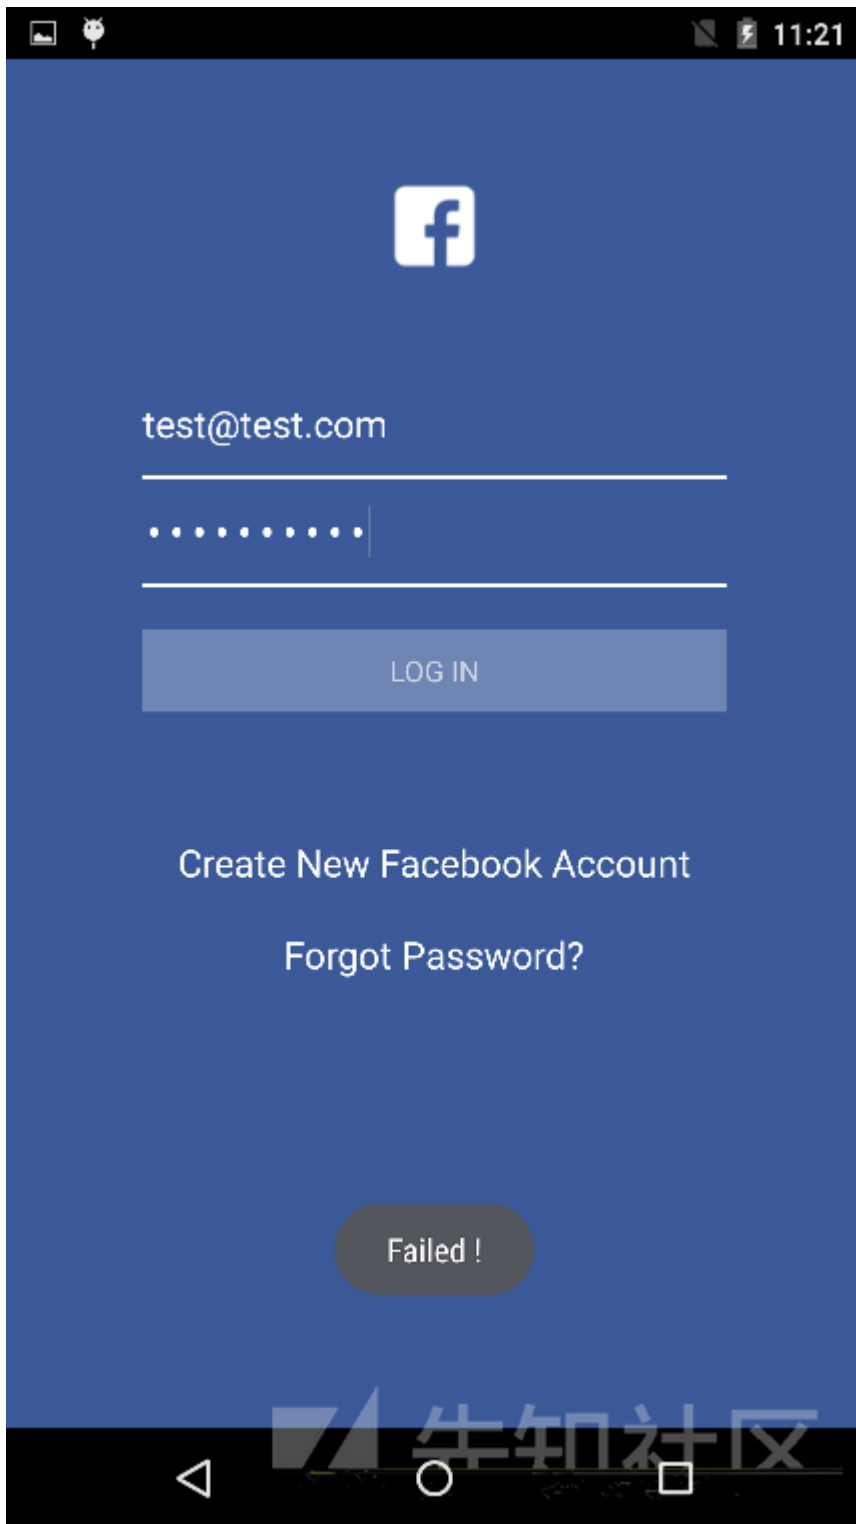 11:21
test@test.com
LOG IN
Create New Facebook Account
Forgot Password?
Failed !
先知社区